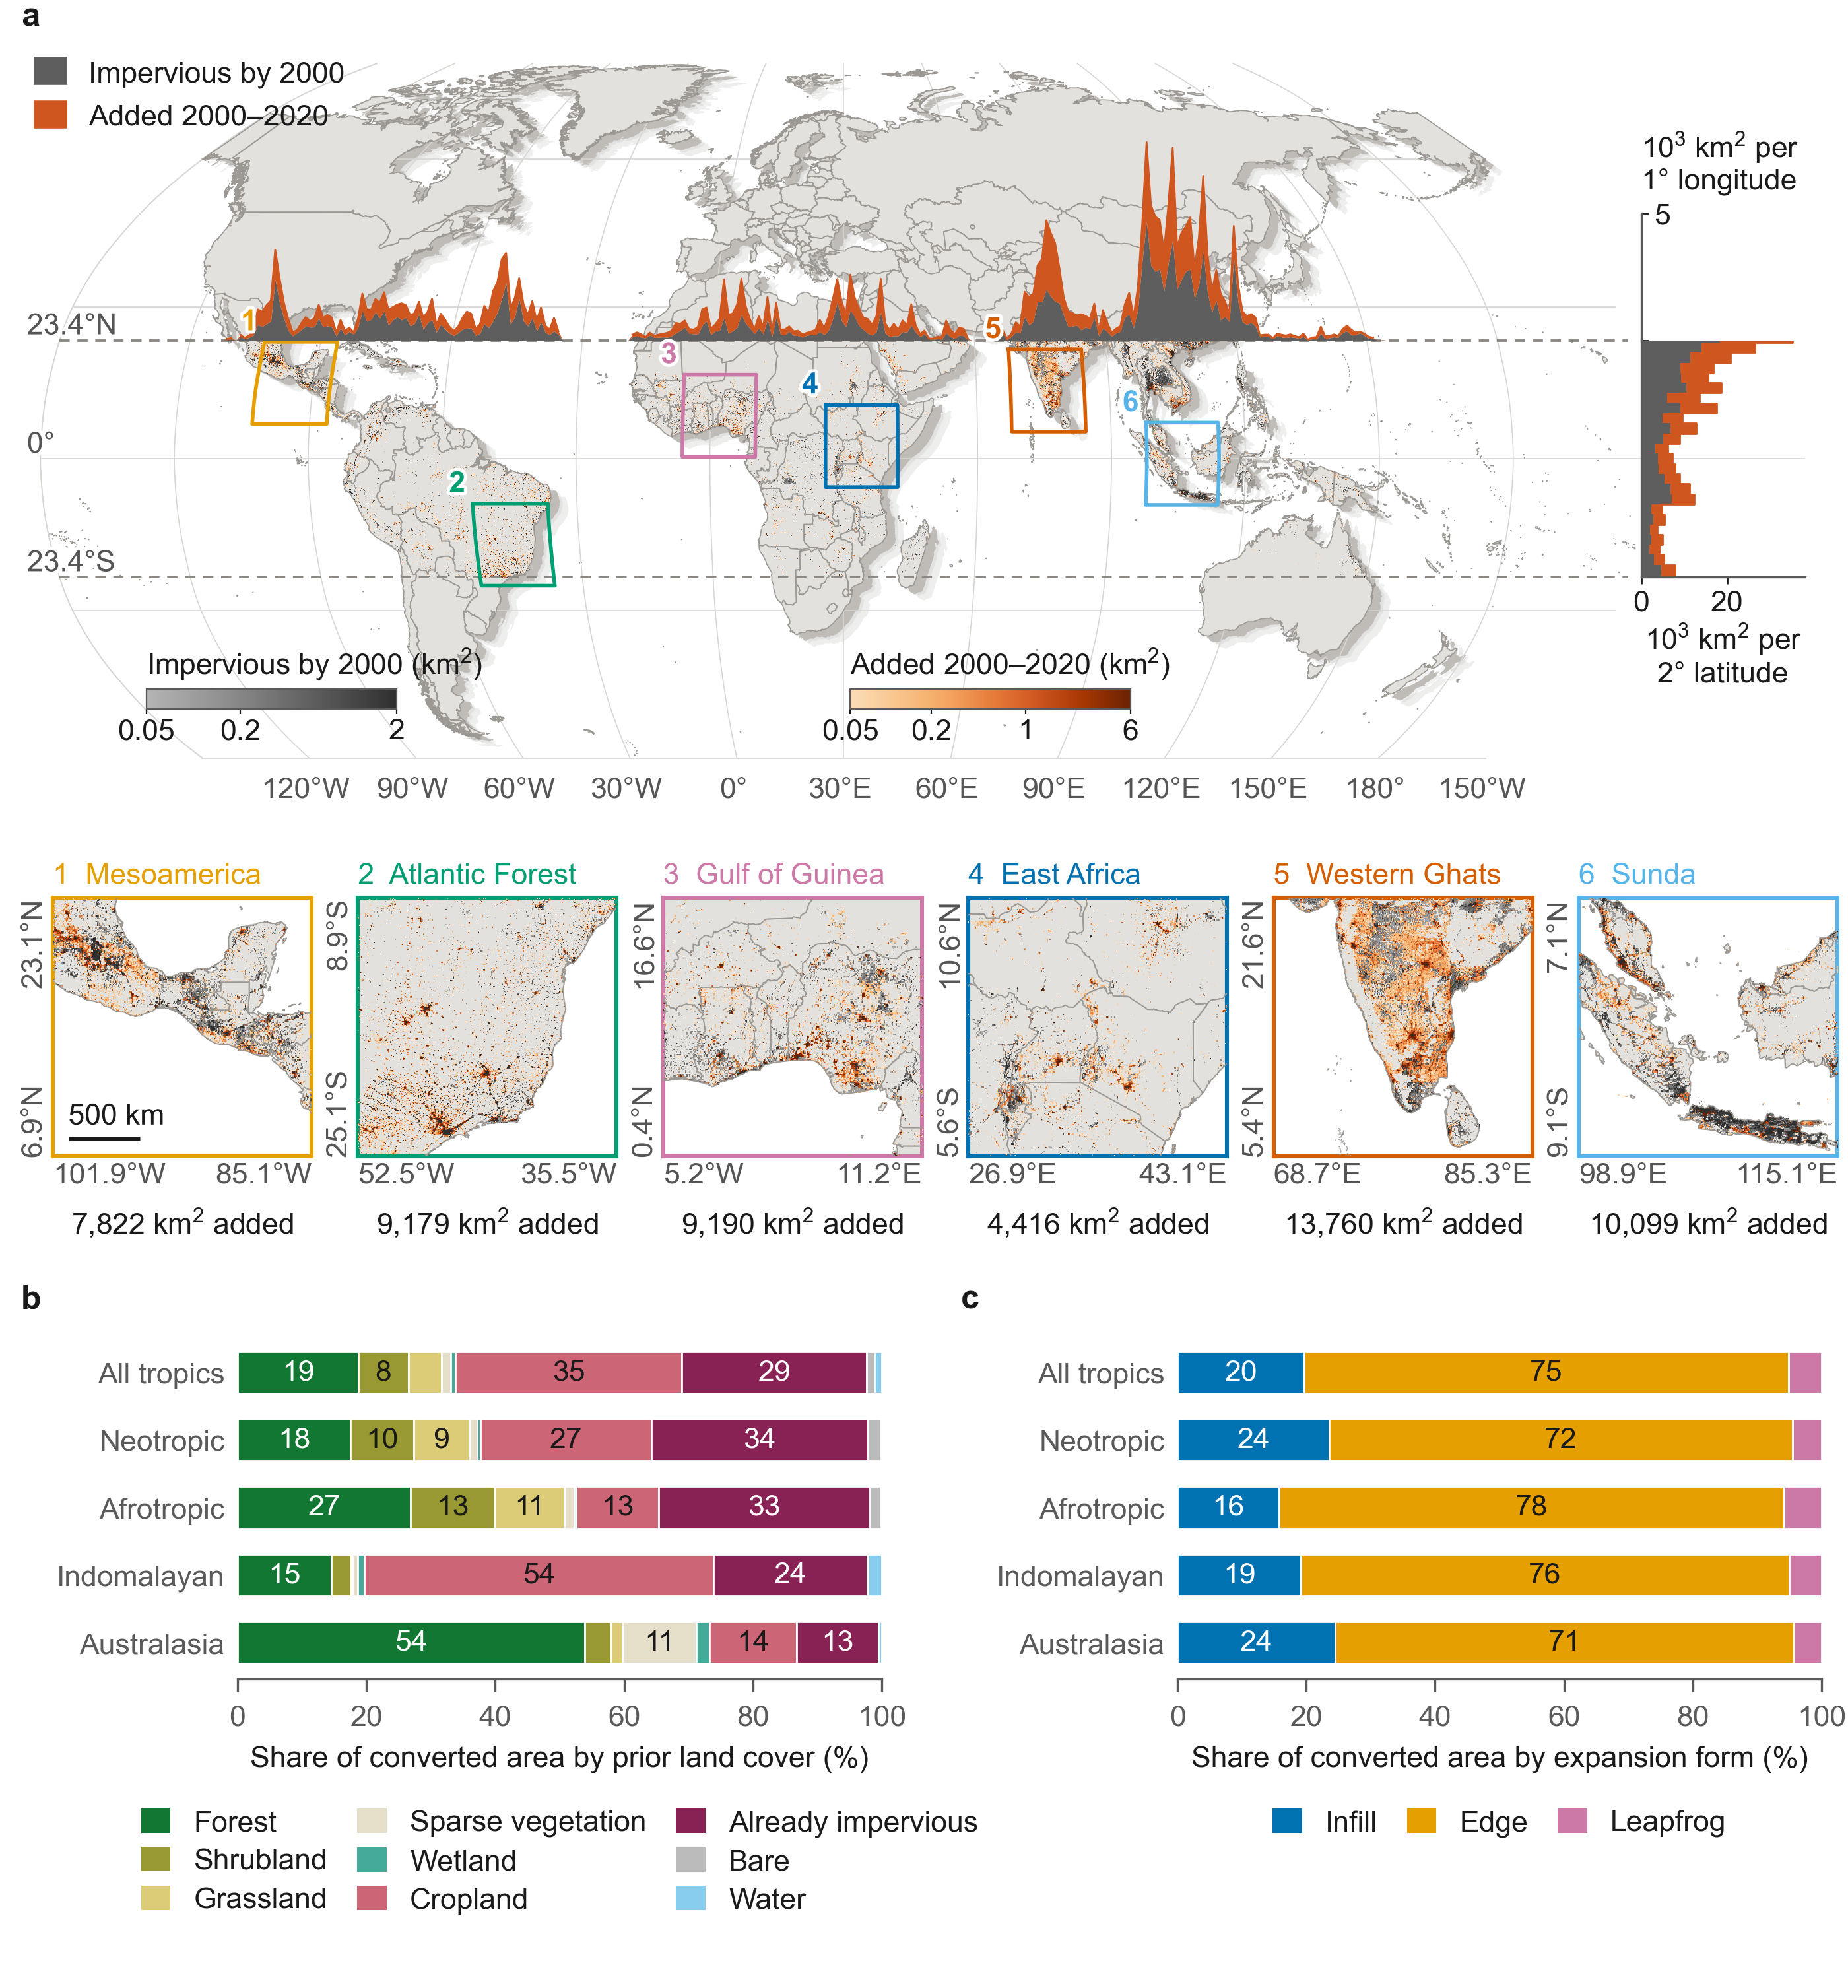 a
Impervious by 2000
Added 2000–2020
10³ km² per
1° longitude
5
1
23.4°N
5
3
4
6
0°
2
23.4°S
0 20
10³ km² per
2° latitude
Impervious by 2000 (km²)
0.05 0.2 2
Added 2000–2020 (km²)
0.05 0.2 1 6
120°W 90°W 60°W 30°W 0° 30°E 60°E 90°E 120°E 150°E 180° 150°W
1 Mesoamerica
23.1°N
6.9°N
500 km
101.9°W 85.1°W
7,822 km² added
2 Atlantic Forest
8.9°S
25.1°S
52.5°W 35.5°W
9,179 km² added
3 Gulf of Guinea
16.6°N
0.4°N
5.2°W 11.2°E
9,190 km² added
4 East Africa
10.6°N
5.6°S
26.9°E 43.1°E
4,416 km² added
5 Western Ghats
21.6°N
5.4°N
68.7°E 85.3°E
13,760 km² added
6 Sunda
7.1°N
9.1°S
98.9°E 115.1°E
10,099 km² added
b
All tropics 19 8 35 29
Neotropic 18 10 9 27 34
Afrotropic 27 13 11 13 33
Indomalayan 15 54 24
Australasia 54 11 14 13
0 20 40 60 80 100
Share of converted area by prior land cover (%)
Forest Sparse vegetation Already impervious
Shrubland Wetland Bare
Grassland Cropland Water
c
All tropics 20 75
Neotropic 24 72
Afrotropic 16 78
Indomalayan 19 76
Australasia 24 71
0 20 40 60 80 100
Share of converted area by expansion form (%)
Infill Edge Leapfrog